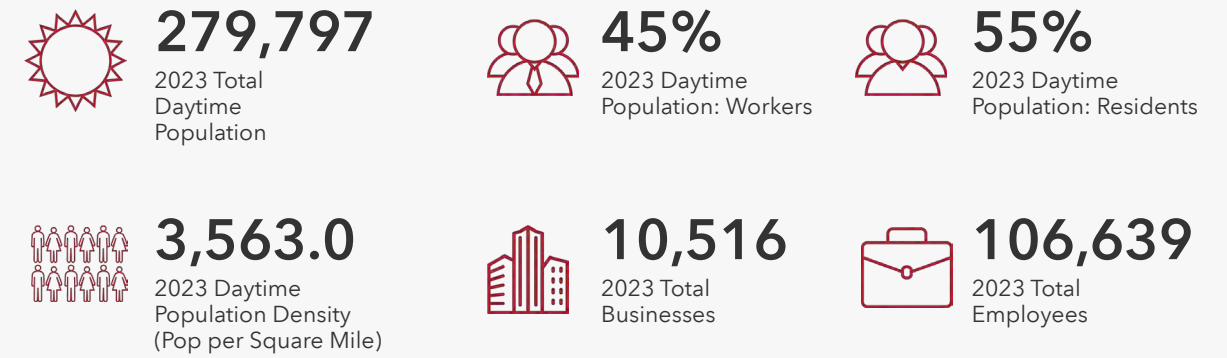 279,797
2023 Total
Daytime
Population
45%
2023 Daytime
Population: Workers
55%
2023 Daytime
Population: Residents
3,563.0
2023 Daytime
Population Density
(Pop per Square Mile)
10,516
2023 Total
Businesses
106,639
2023 Total
Employees